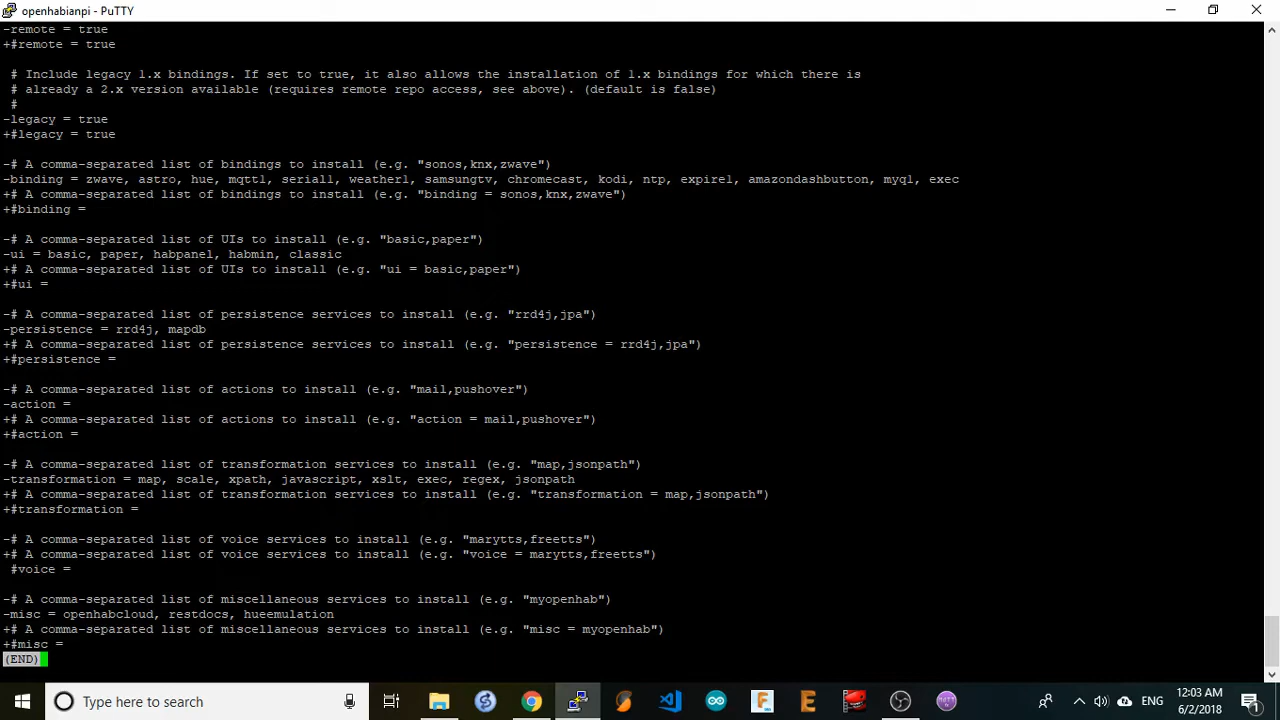 openhabianpi - PuTTY
-remote = true
+#remote = true
 # Include legacy 1.x bindings. If set to true, it also allows the installation of 1.x bindings for which there is
 # already a 2.x version available (requires remote repo access, see above). (default is false)
 #
-legacy = true
+#legacy = true
-# A comma-separated list of bindings to install (e.g. "sonos,knx,zwave")
-binding = zwave, astro, hue, mqtt1, serial1, weather1, samsungtv, chromecast, kodi, ntp, expire1, amazondashbutton, myq1, exec
+# A comma-separated list of bindings to install (e.g. "binding = sonos,knx,zwave")
+#binding =
-# A comma-separated list of UIs to install (e.g. "basic,paper")
-ui = basic, paper, habpanel, habmin, classic
+# A comma-separated list of UIs to install (e.g. "ui = basic,paper")
+#ui =
-# A comma-separated list of persistence services to install (e.g. "rrd4j,jpa")
-persistence = rrd4j, mapdb
+# A comma-separated list of persistence services to install (e.g. "persistence = rrd4j,jpa")
+#persistence =
-# A comma-separated list of actions to install (e.g. "mail,pushover")
-action =
+# A comma-separated list of actions to install (e.g. "action = mail,pushover")
+#action =
-# A comma-separated list of transformation services to install (e.g. "map,jsonpath")
-transformation = map, scale, xpath, javascript, xslt, exec, regex, jsonpath
+# A comma-separated list of transformation services to install (e.g. "transformation = map,jsonpath")
+#transformation =
-# A comma-separated list of voice services to install (e.g. "marytts,freetts")
+# A comma-separated list of voice services to install (e.g. "voice = marytts,freetts")
 #voice =
-# A comma-separated list of miscellaneous services to install (e.g. "myopenhab")
-misc = openhabcloud, restdocs, hueemulation
+# A comma-separated list of miscellaneous services to install (e.g. "misc = myopenhab")
+#misc =
(END)
Type here to search
ENG
12:03 AM
6/2/2018